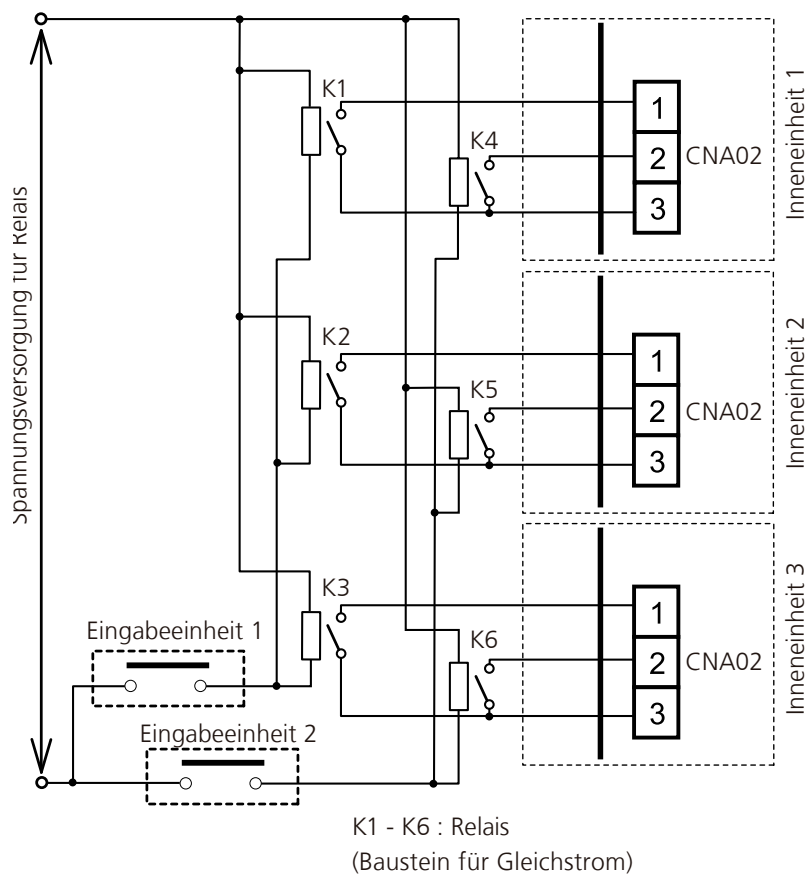 Spannungsversorgung für Relais
K1
K4
1
2
3
CNA02
Inneneinheit 1
K2
K5
1
2
3
CNA02
Inneneinheit 2
K3
K6
1
2
3
CNA02
Inneneinheit 3
Eingabeeinheit 1
Eingabeeinheit 2
K1 - K6 : Relais
(Baustein für Gleichstrom)